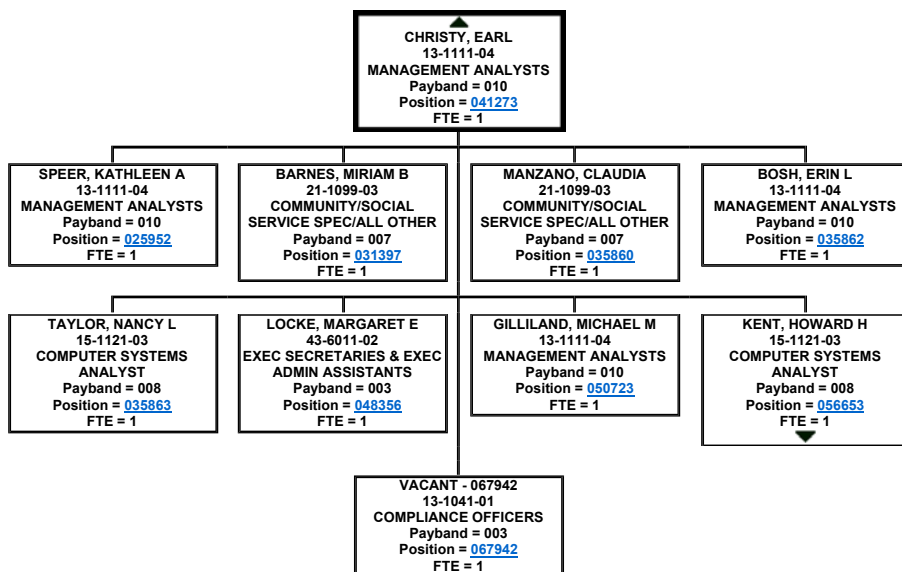 CHRISTY, EARL
13-1111-04
MANAGEMENT ANALYSTS
Payband = 010
Position = 041273
FTE = 1
SPEER, KATHLEEN A
13-1111-04
MANAGEMENT ANALYSTS
Payband = 010
Position = 025952
FTE = 1
BARNES, MIRIAM B
21-1099-03
COMMUNITY/SOCIAL
SERVICE SPEC/ALL OTHER
Payband = 007
Position = 031397
FTE = 1
MANZANO, CLAUDIA
21-1099-03
COMMUNITY/SOCIAL
SERVICE SPEC/ALL OTHER
Payband = 007
Position = 035860
FTE = 1
BOSH, ERIN L
13-1111-04
MANAGEMENT ANALYSTS
Payband = 010
Position = 035862
FTE = 1
TAYLOR, NANCY L
15-1121-03
COMPUTER SYSTEMS
ANALYST
Payband = 008
Position = 035863
FTE = 1
LOCKE, MARGARET E
43-6011-02
EXEC SECRETARIES & EXEC
ADMIN ASSISTANTS
Payband = 003
Position = 048356
FTE = 1
GILLILAND, MICHAEL M
13-1111-04
MANAGEMENT ANALYSTS
Payband = 010
Position = 050723
FTE = 1
KENT, HOWARD H
15-1121-03
COMPUTER SYSTEMS
ANALYST
Payband = 008
Position = 056653
FTE = 1
VACANT - 067942
13-1041-01
COMPLIANCE OFFICERS
Payband = 003
Position = 067942
FTE = 1